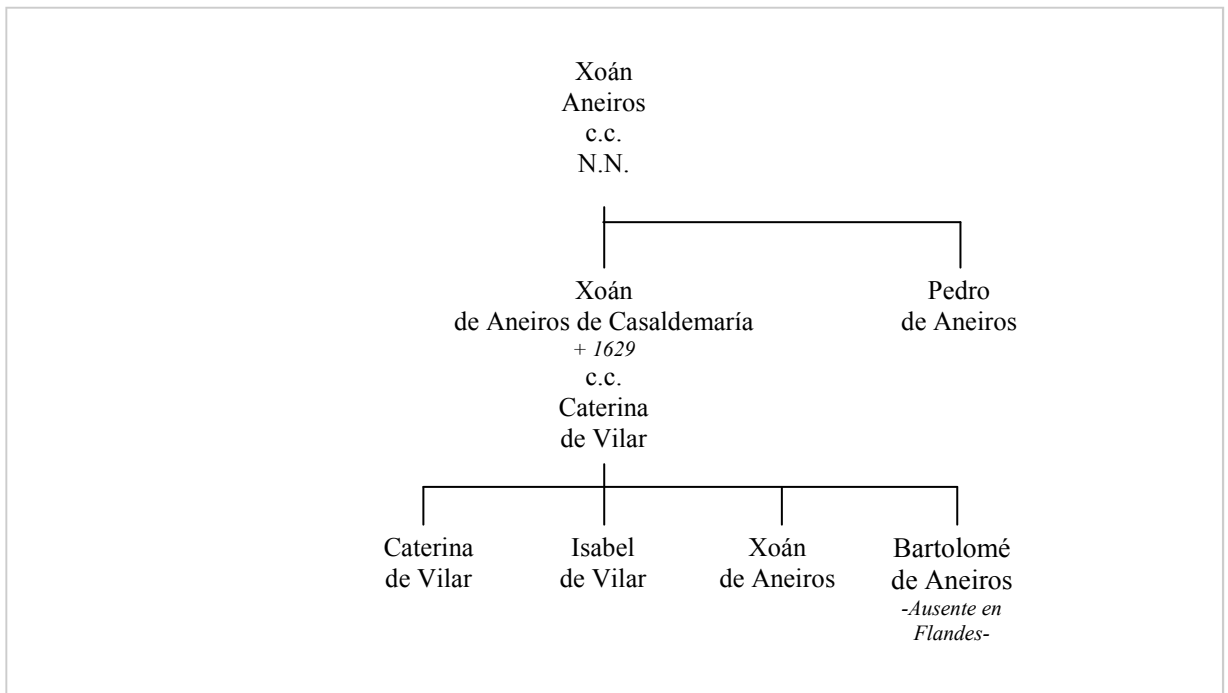 Xoán
Aneiros
c.c.
N.N.
Xoán
de Aneiros de Casaldemaría
+ 1629
c.c.
Caterina
de Vilar
Pedro
de Aneiros
Caterina
de Vilar
Isabel
de Vilar
Xoán
de Aneiros
Bartolomé
de Aneiros
-Ausente en
Flandes-